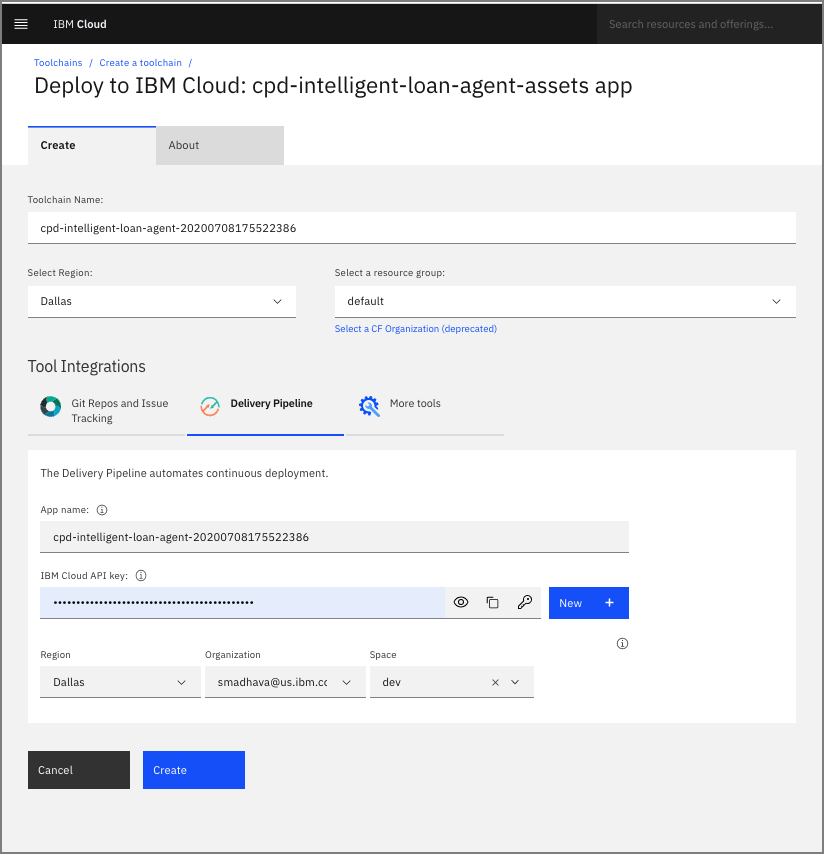 IBM Cloud
Search resources and offerings...
Toolchains / Create a toolchain /
Deploy to IBM Cloud: cpd-intelligent-loan-agent-assets app
Create
About
Toolchain Name:
cpd-intelligent-loan-agent-20200708175522386
Select Region:
Select a resource group:
Dallas
default
Select a CF Organization (deprecated)
Tool Integrations
Git Repos and Issue
Tracking
Delivery Pipeline
More tools
The Delivery Pipeline automates continuous deployment.
App name:
cpd-intelligent-loan-agent-20200708175522386
IBM Cloud API key:
New +
Region
Organization
Space
Dallas
smadhava@us.ibm.cc
dev
Cancel
Create